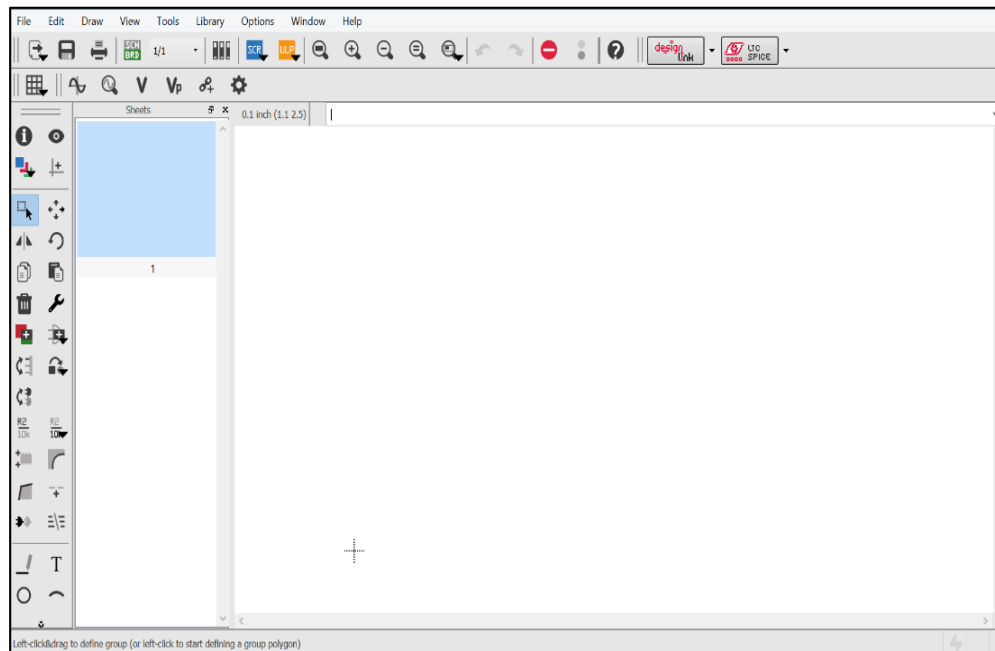 File Edit Draw View Tools Library Options Window Help
SCH BRD 1/1 SCR ULP design link LTC SPICE
V Vp
Sheets 0.1 inch (1.1 2.5)
1
R2 R2
10k 10k
T
Left-click&drag to define group (or left-click to start defining a group polygon)